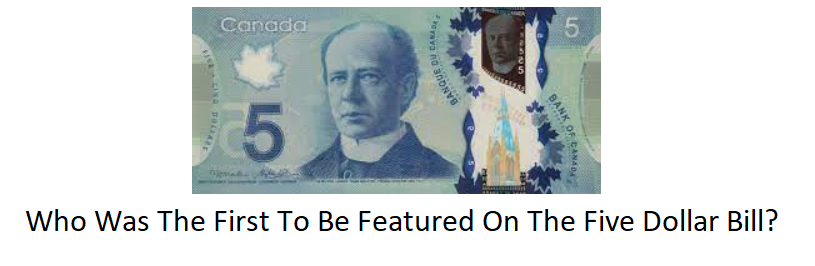 Canada
5
5
BANQUE DU CANADA
BANK OF CANADA
Who Was The First To Be Featured On The Five Dollar Bill?